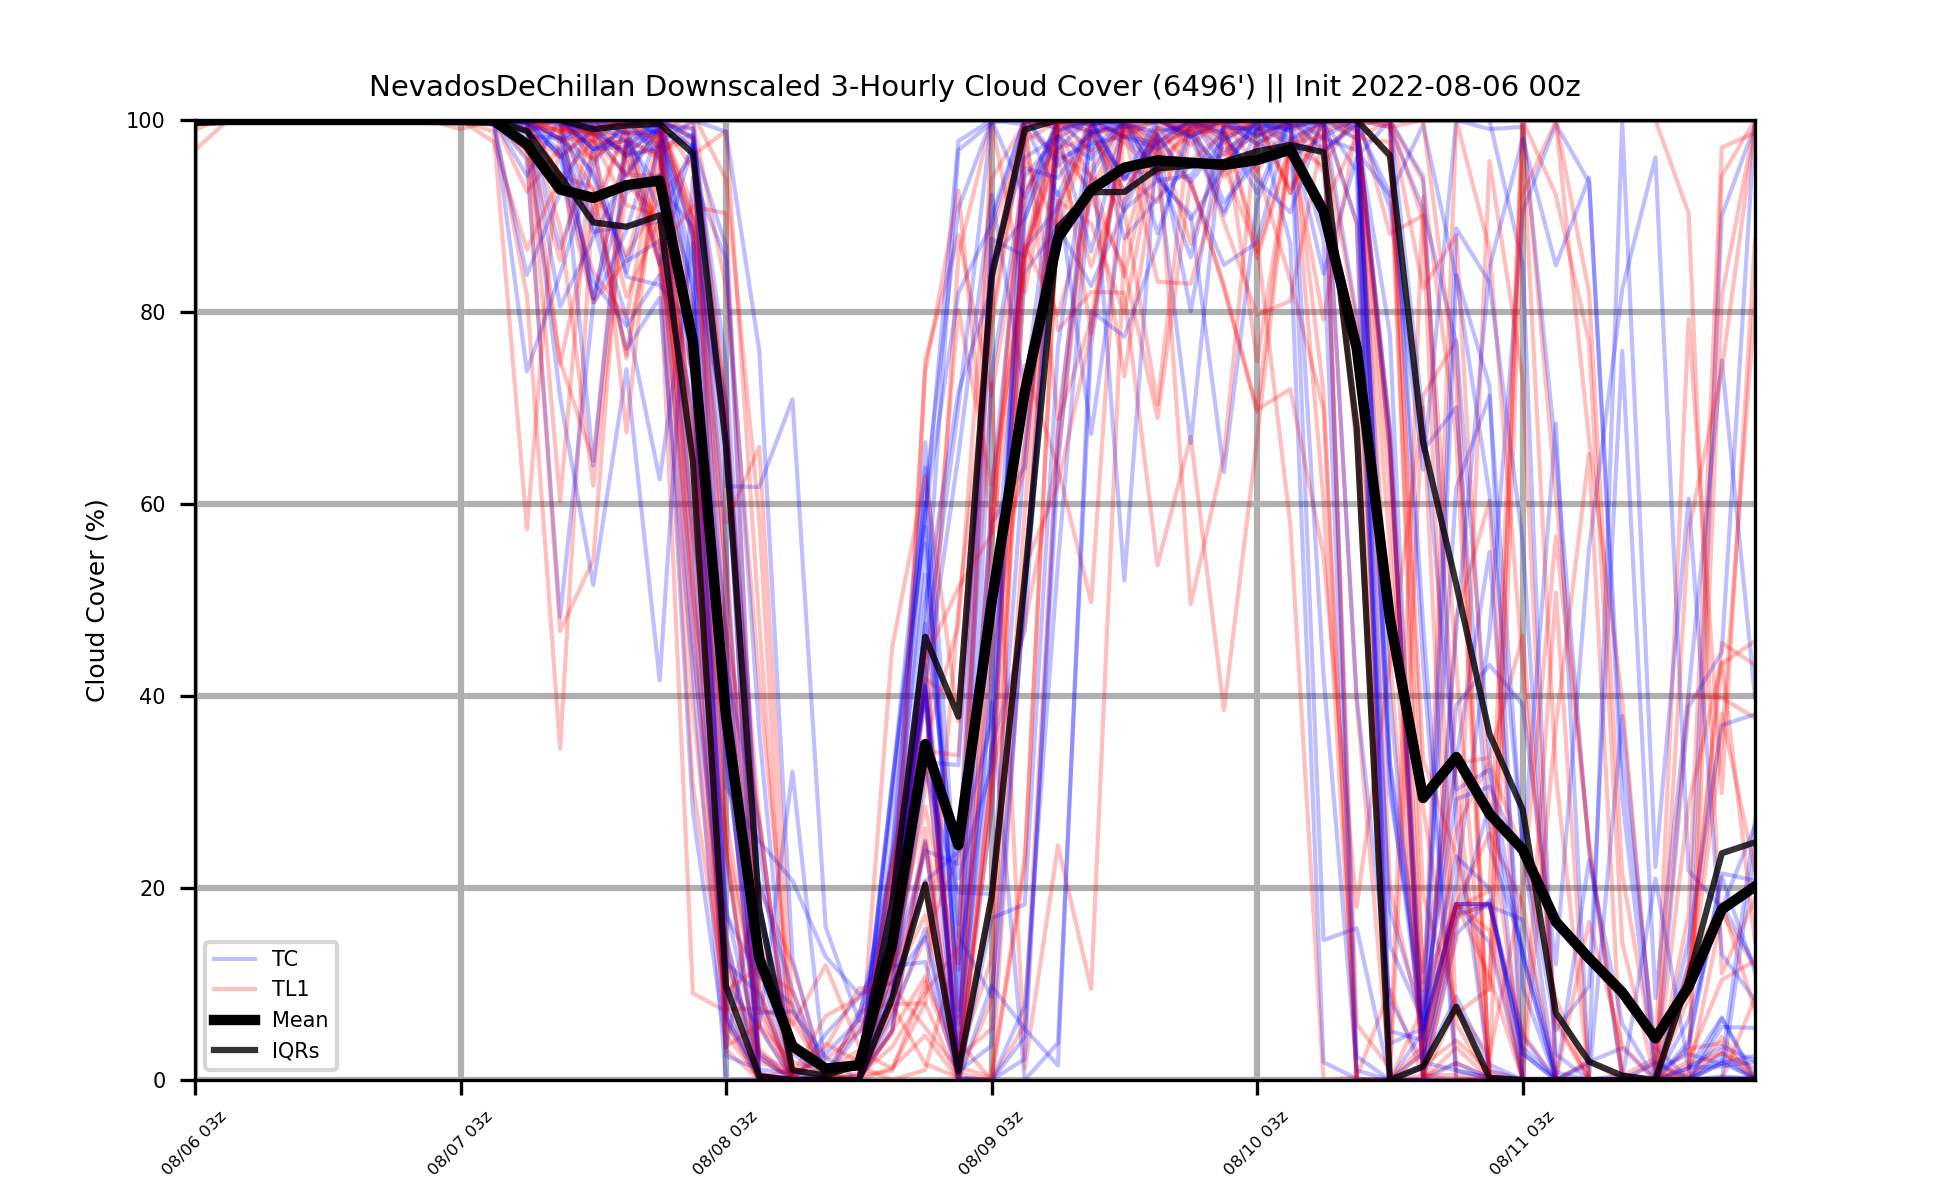 NevadosDeChillan Downscaled 3-Hourly Cloud Cover (6496') || Init 2022-08-06 00z
Cloud Cover (%)
100
80
60
40
20
0
TC
TL1
Mean
IQRs
08/06 03z
08/07 03z
08/08 03z
08/09 03z
08/10 03z
08/11 03z